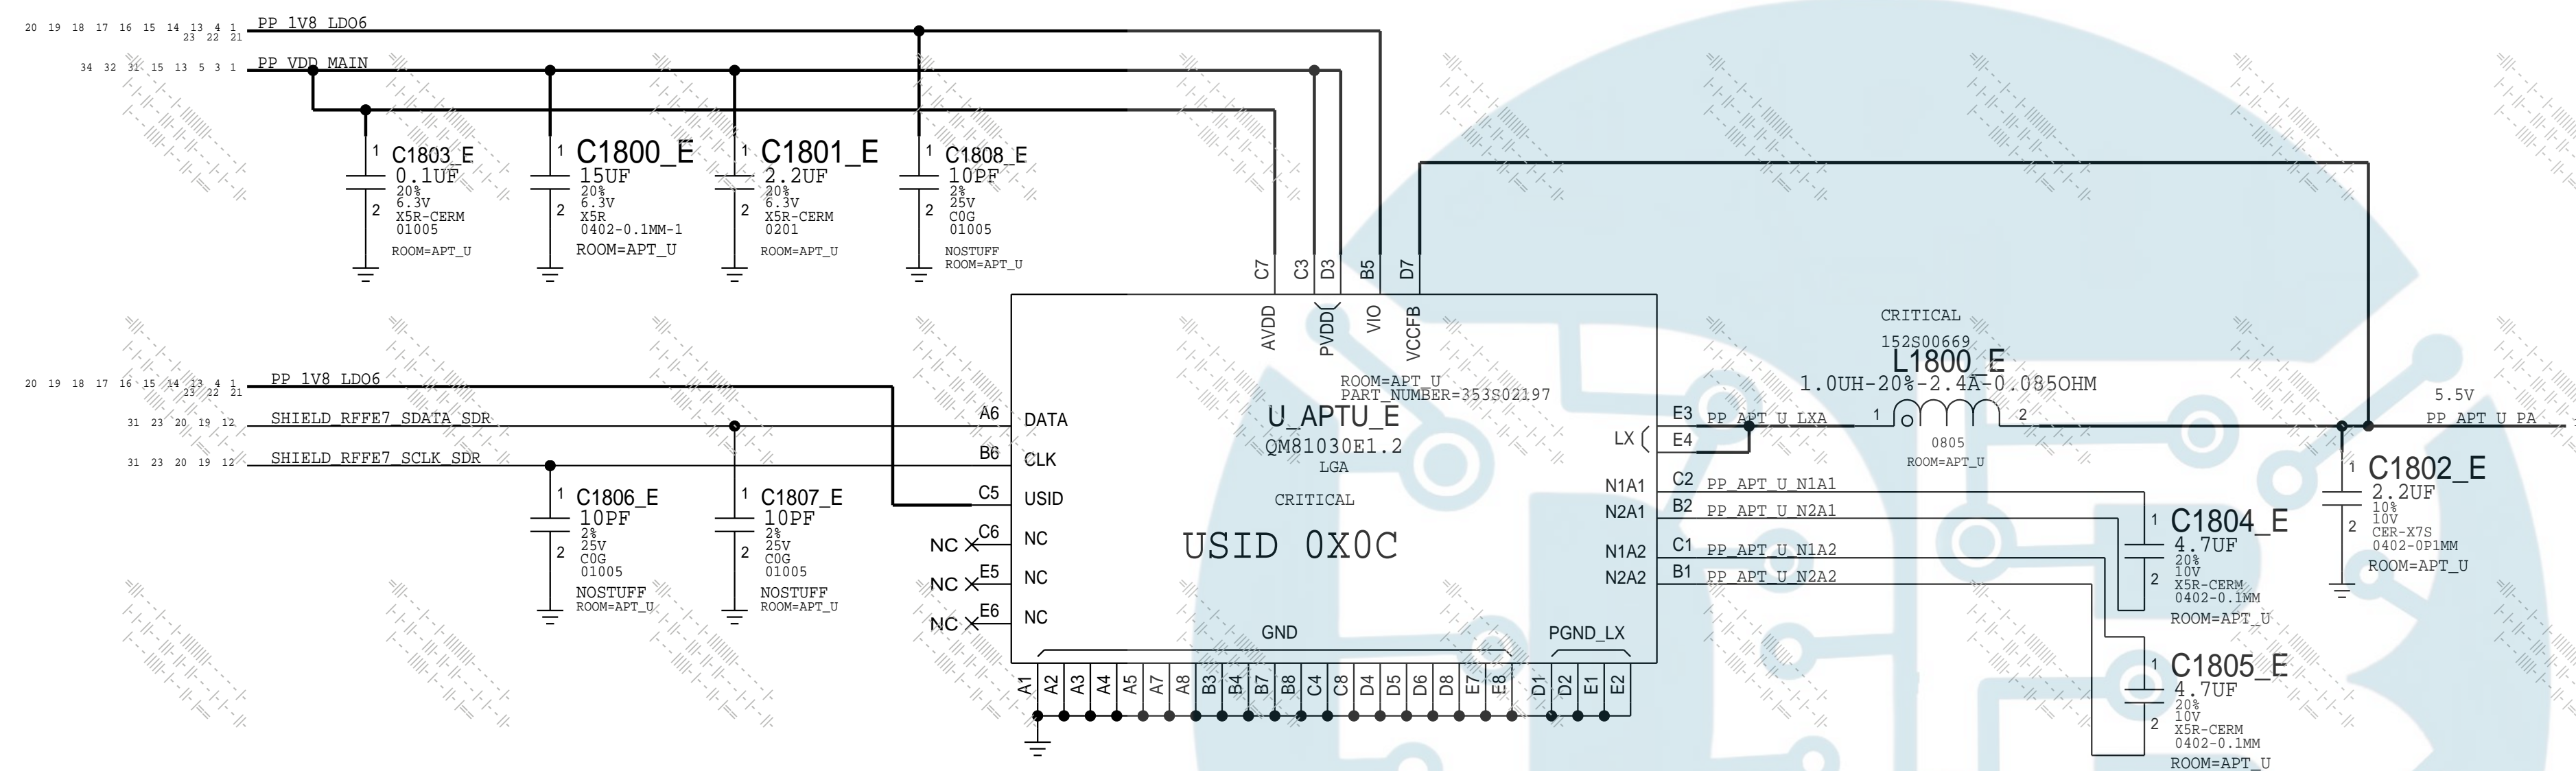 20 19 18 17 16 15 14 13 4 1
23 22 21
PP_1V8_LDO6
34 32 31 15 13 5 3 1
PP_VDD_MAIN
1
C1803_E
0.1UF
20%
6.3V
2
X5R-CERM
01005
ROOM=APT_U
1
C1800_E
15UF
20%
6.3V
2
X5R
0402-0.1MM-1
ROOM=APT_U
1
C1801_E
2.2UF
20%
6.3V
2
X5R-CERM
0201
ROOM=APT_U
1
C1808_E
10PF
2%
25V
2
C0G
01005
NOSTUFF
ROOM=APT_U
C7
C3
D3
B5
D7
AVDD
PVDD
VIO
VCCFB
20 19 18 17 16 15 14 13 4 1
23 22 21
PP_1V8_LDO6
31 23 20 19 12
SHIELD_RFFE7_SDATA_SDR
31 23 20 19 12
SHIELD_RFFE7_SCLK_SDR
1
C1806_E
10PF
2%
25V
2
C0G
01005
NOSTUFF
ROOM=APT_U
1
C1807_E
10PF
2%
25V
2
C0G
01005
NOSTUFF
ROOM=APT_U
A6
DATA
B6
CLK
C5
USID
NC
C6
NC
NC
E5
NC
NC
E6
NC
ROOM=APT_U
PART_NUMBER=353S02197
U_APTU_E
QM81030E1.2
LGA
CRITICAL
USID 0X0C
GND
PGND_LX
A1
A2
A3
A4
A5
A7
A8
B3
B4
B7
B8
C4
C8
D4
D5
D6
D8
E7
E8
D1
D2
E1
E2
LX
E3
PP_APT_U_LXA
E4
N1A1
C2
PP_APT_U_N1A1
N2A1
B2
PP_APT_U_N2A1
N1A2
C1
PP_APT_U_N1A2
N2A2
B1
PP_APT_U_N2A2
CRITICAL
152S00669
L1800_E
1.0UH-20%-2.4A-0.085OHM
1
2
0805
ROOM=APT_U
5.5V
PP_APT_U_PA
1
C1802_E
2.2UF
10%
10V
2
CER-X7S
0402-0P1MM
ROOM=APT_U
1
C1804_E
4.7UF
20%
10V
2
X5R-CERM
0402-0.1MM
ROOM=APT_U
1
C1805_E
4.7UF
20%
10V
2
X5R-CERM
0402-0.1MM
ROOM=APT_U